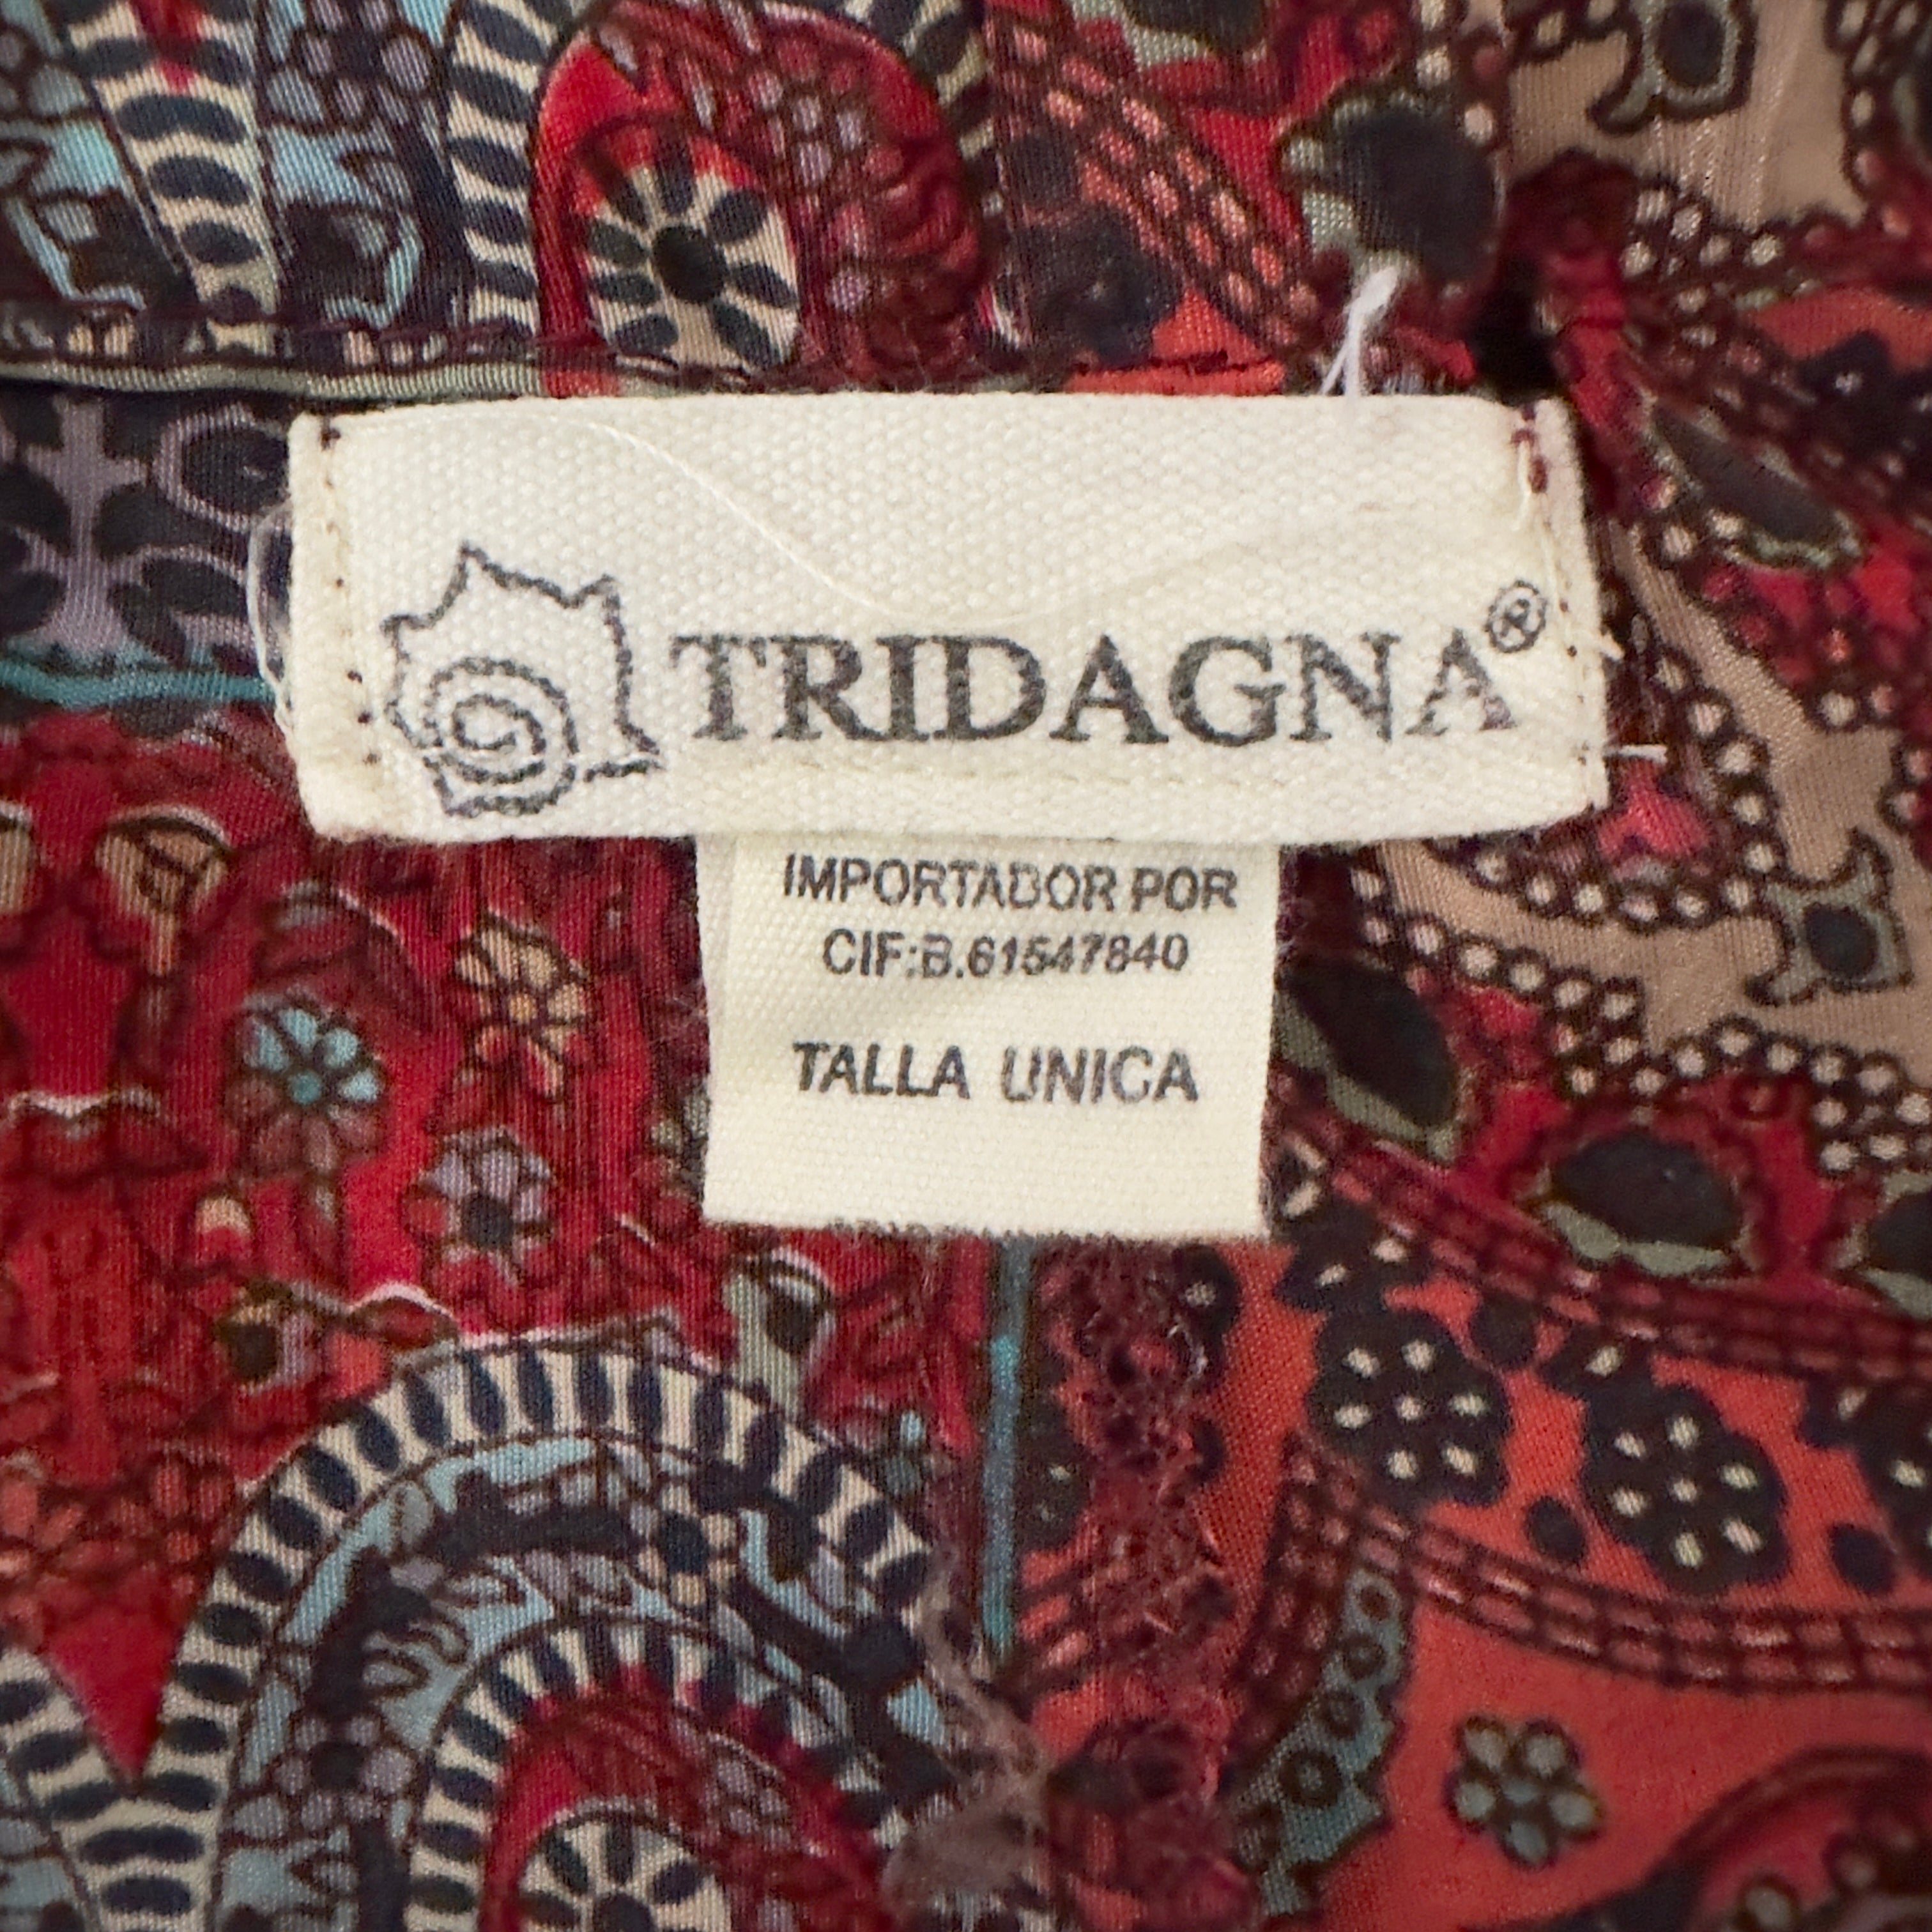 TRIDAGNA®
IMPORTADOR POR
CIF:B.61547840
TALLA UNICA